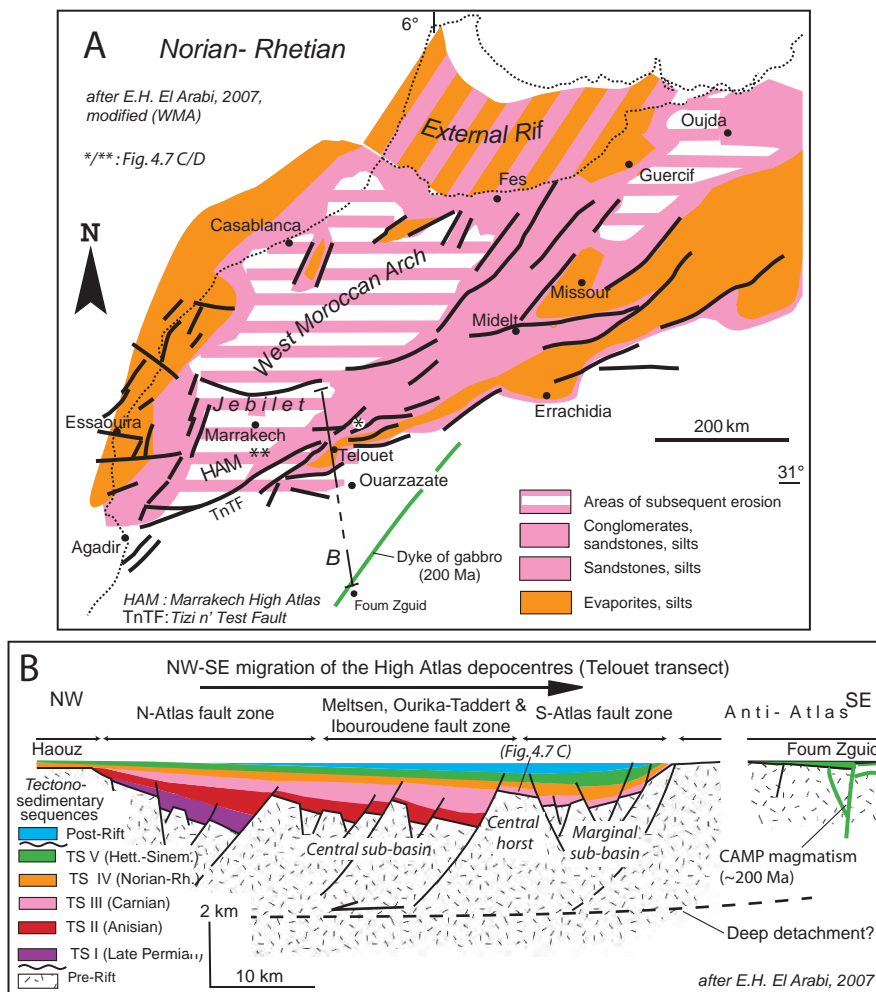 A
Norian- Rhetian
6°
after E.H. El Arabi, 2007,
modified (WMA)
*/** : Fig. 4.7 C/D
External Rif
Oujda
Guercif
Fes
Casablanca
N
West Moroccan Arch
Missour
Midelt
Jebilet
Essaouira
Marrakech
*
**
HAM
Telouet
Errachidia
200 km
TnTF
Ouarzazate
31°
Agadir
B
Dyke of gabbro
(200 Ma)
Foum Zguid
Areas of subsequent erosion
Conglomerates,
sandstones, silts
Sandstones, silts
Evaporites, silts
HAM : Marrakech High Atlas
TnTF: Tizi n' Test Fault
B
NW-SE migration of the High Atlas depocentres (Telouet transect)
NW
SE
N-Atlas fault zone
Meltsen, Ourika-Taddert &
Ibouroudene fault zone
S-Atlas fault zone
Anti-Atlas
Haouz
(Fig. 4.7 C)
Foum Zguid
Tectono-
sedimentary
sequences
Post-Rift
TS V (Hett.-Sinem.)
TS IV (Norian-Rh.
TS III (Carnian)
TS II (Anisian)
TS I (Late Permian)
Pre-Rift
Central sub-basin
Central
horst
Marginal
sub-basin
CAMP magmatism
(~200 Ma)
2 km
10 km
Deep detachment?
after E.H. El Arabi, 2007